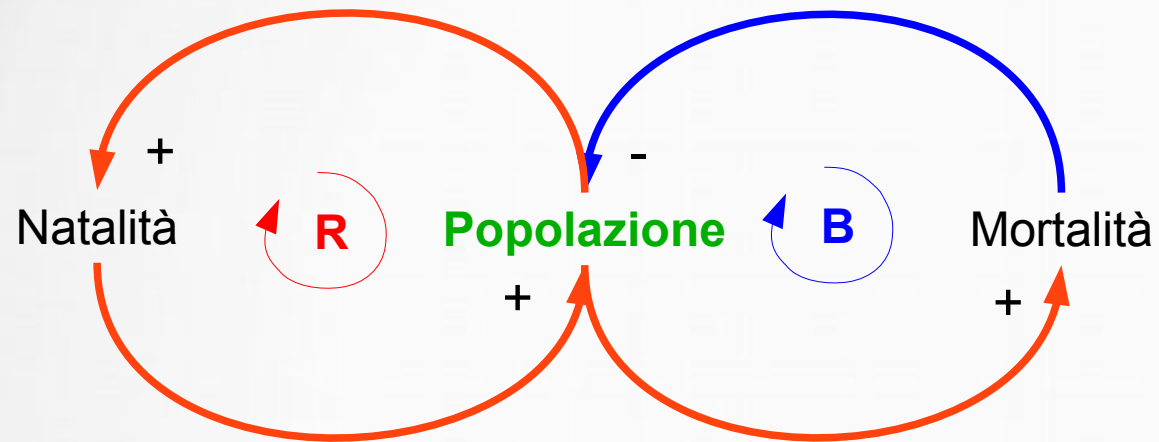 +
-
Natalità
R
Popolazione
B
Mortalità
+
+